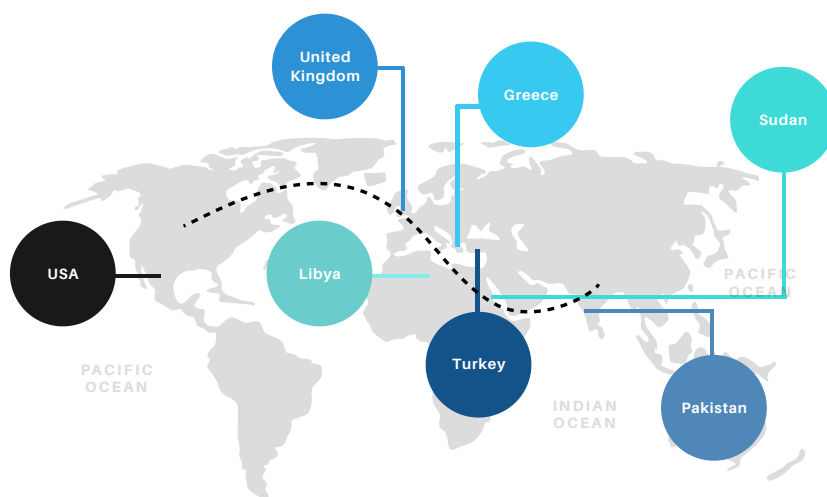 United
Kingdom
Greece
Sudan
USA
Libya
PACIFIC
OCEAN
Turkey
PACIFIC
OCEAN
Pakistan
INDIAN
OCEAN